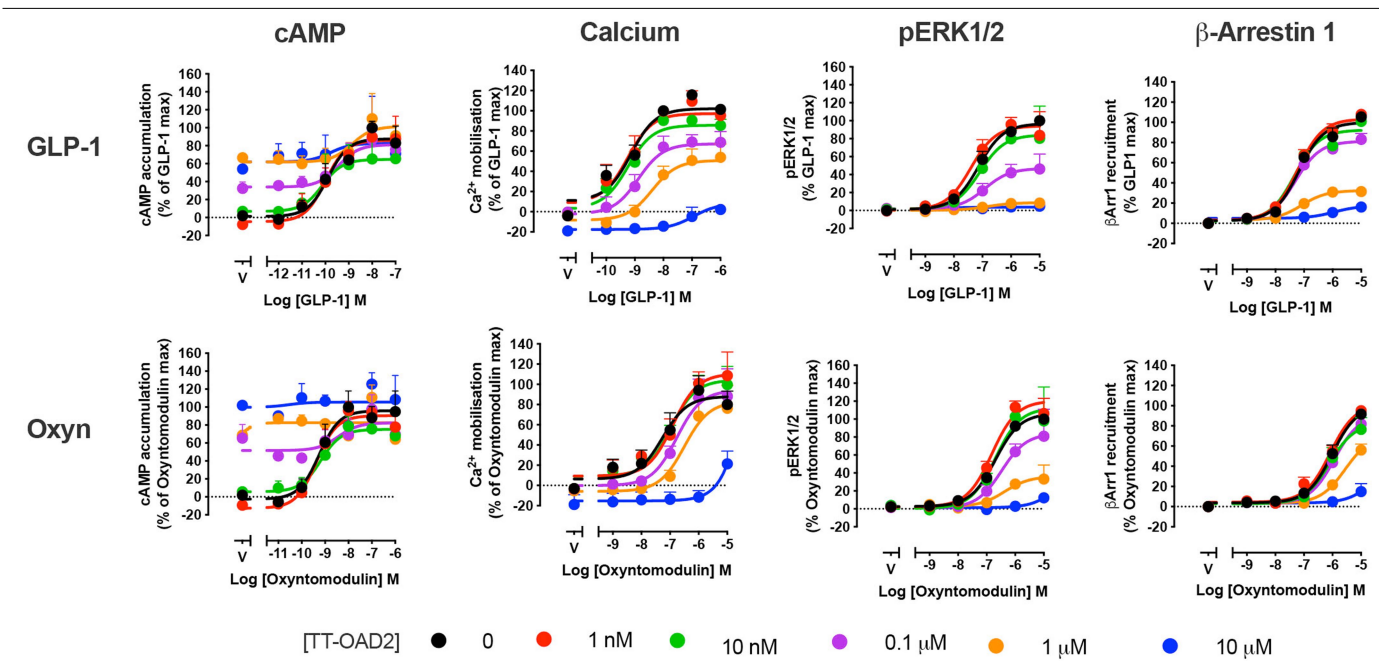 cAMP
Calcium
pERK1/2
β-Arrestin 1
GLP-1
cAMP accumulation
(% of GLP-1 max)
160
140
120
100
80
60
40
20
0
-20
V
-12 -11 -10 -9 -8 -7
Log [GLP-1] M
Ca2+ mobilisation
(% of GLP-1 max)
140
120
100
80
60
40
20
0
-20
V
-10 -9 -8 -7 -6
Log [GLP-1] M
pERK1/2
(% GLP-1 max)
160
140
120
100
80
60
40
20
0
-20
V
-9 -8 -7 -6 -5
Log [GLP-1] M
βArr1 recruitment
(% GLP1 max)
140
120
100
80
60
40
20
0
-20
V
-9 -8 -7 -6 -5
Log [GLP-1] M
Oxyn
cAMP accumulation
(% of Oxyntomodulin max)
160
140
120
100
80
60
40
20
0
-20
V
-11 -10 -9 -8 -7 -6
Log [Oxyntomodulin] M
Ca2+ mobilisation
(% of Oxyntomodulin max)
140
120
100
80
60
40
20
0
-20
V
-9 -8 -7 -6 -5
Log [Oxyntomodulin] M
pERK1/2
(% Oxyntomodulin max)
160
140
120
100
80
60
40
20
0
-20
V
-9 -8 -7 -6 -5
Log [Oxyntomodulin] M
βArr1 recruitment
(% Oxyntomodulin max)
140
120
100
80
60
40
20
0
-20
V
-9 -8 -7 -6 -5
Log [Oxyntomodulin] M
[TT-OAD2] 0 1 nM 10 nM 0.1 μM 1 μM 10 μM